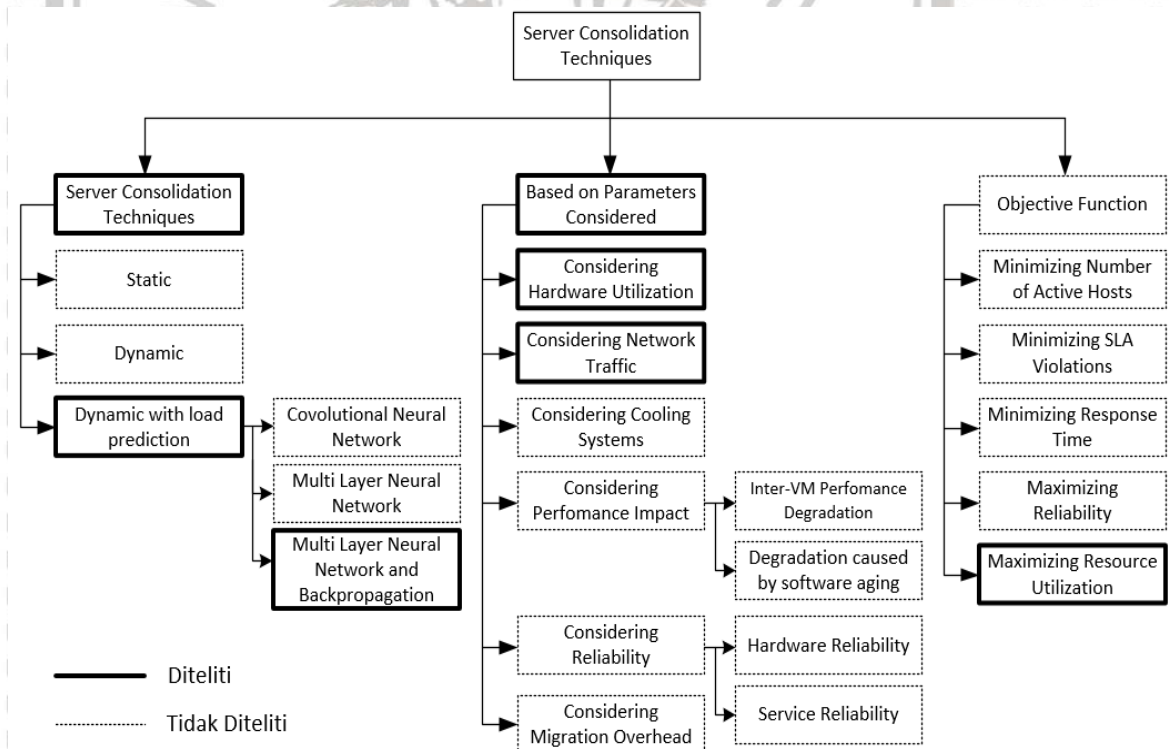 Server Consolidation
Techniques
Server Consolidation
Techniques
Static
Dynamic
Dynamic with load
prediction
Covolutional Neural
Network
Multi Layer Neural
Network
Multi Layer Neural
Network and
Backpropagation
Based on Parameters
Considered
Considering
Hardware Utilization
Considering Network
Traffic
Considering Cooling
Systems
Considering
Perfomance Impact
Inter-VM Perfomance
Degradation
Degradation caused
by software aging
Considering
Reliability
Hardware Reliability
Service Reliability
Considering
Migration Overhead
Objective Function
Minimizing Number
of Active Hosts
Minimizing SLA
Violations
Minimizing Response
Time
Maximizing
Reliability
Maximizing Resource
Utilization
Diteliti
Tidak Diteliti